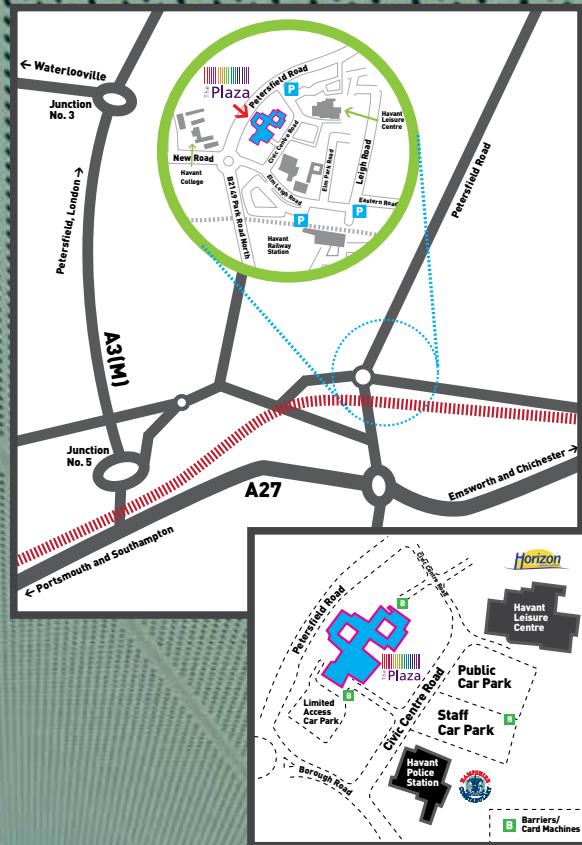 ← Waterlooville
Junction
No. 3
Petersfield, London →
A3(M)
Junction
No. 5
A27
← Portsmouth and Southampton
Emsworth and Chichester →
Petersfield Road
The Plaza
Petersfield Road
P
Havant
Leisure
Centre
Civic Centre Road
New Road
Havant
College
P
Elm Park Road
Leigh Road
Elm Leigh Road
Eastern Road
P
P
B2149 Park Road North
Havant
Railway
Station
Horizon
Civic Centre Road
B
Petersfield Road
Havant
Leisure
Centre
The Plaza
B
Limited
Access
Car Park
Public
Car Park
Civic Centre Road
Staff
Car Park
B
Borough Road
Havant
Police
Station
HAMPSHIRE
CONSTABULARY
B
Barriers/
Card Machines